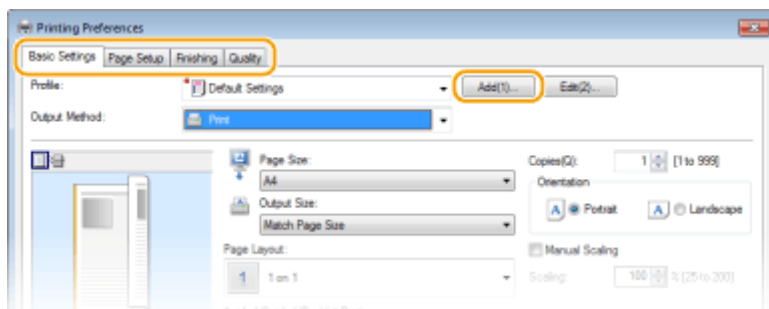 Printing Preferences
Basic Settings Page Setup Finishing Quality
Profile: Default Settings Add(1)... Edit(2)...
Output Method: Print
Page Size: Copies(Q): 1 [1 to 999]
A4 Orientation
Output Size: A Portrait A Landscape
Match Page Size
Page Layout: Manual Scaling
1 1 on 1 Scaling: 100 % [25 to 200]